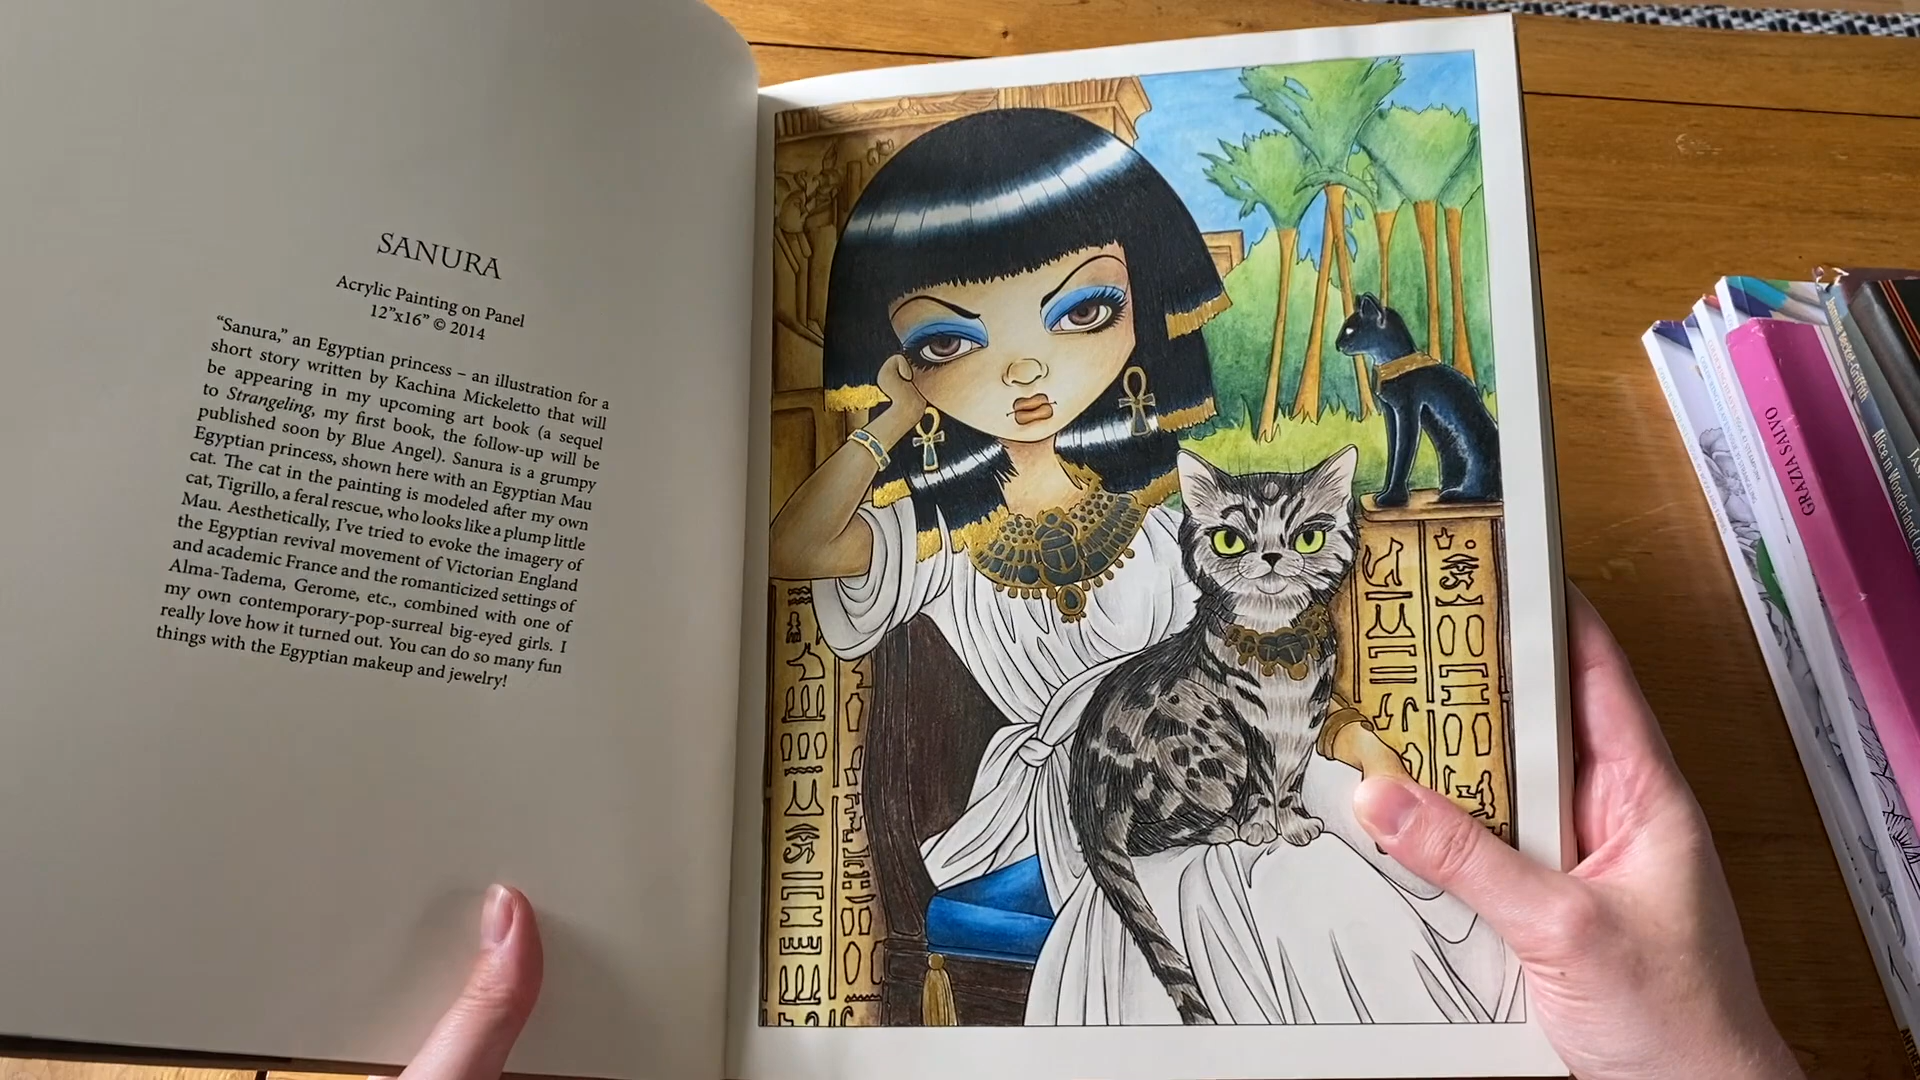 SANURA
Acrylic Painting on Panel
12”x16” © 2014
“Sanura,” an Egyptian princess – an illustration for a
short story written by Kachina Mickeletto that will
be appearing in my upcoming art book (a sequel
to Strangeling, my first book, the follow-up will be
published soon by Blue Angel). Sanura is a grumpy
Egyptian princess, shown here with an Egyptian Mau
cat. The cat in the painting is modeled after my own
cat, Tigrillo, a feral rescue, who looks like a plump little
Mau. Aesthetically, I’ve tried to evoke the imagery of
the Egyptian revival movement of Victorian England
and academic France and the romanticized settings of
Alma-Tadema, Gerome, etc., combined with one of
my own contemporary-pop-surreal big-eyed girls. I
really love how it turned out. You can do so many fun
things with the Egyptian makeup and jewelry!
GRAZIA SALVO
Jasmine Becket-Griffith
Alice in Wonderland